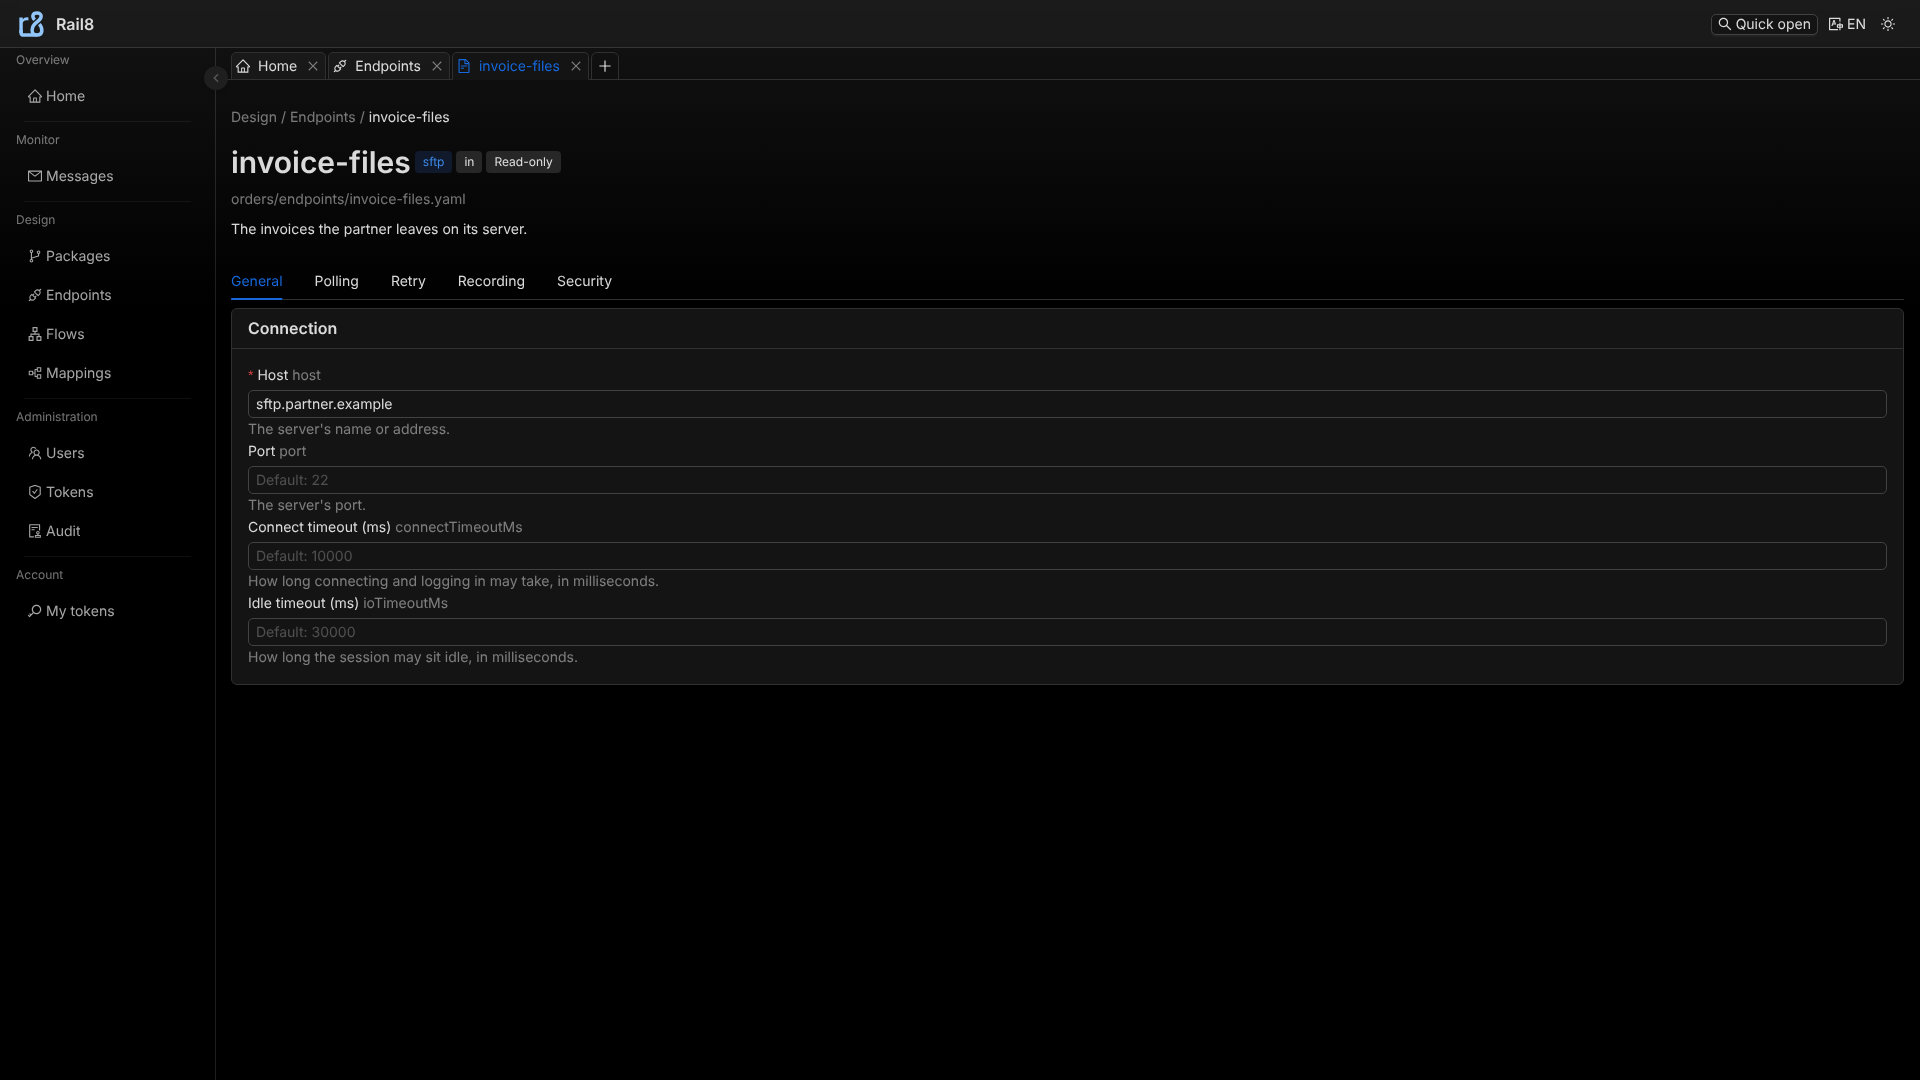 Rail8
Quick open
EN
Overview
Home
Monitor
Messages
Design
Packages
Endpoints
Flows
Mappings
Administration
Users
Tokens
Audit
Account
My tokens
Home
Endpoints
invoice-files
Design / Endpoints / invoice-files
invoice-files sftp in Read-only
orders/endpoints/invoice-files.yaml
The invoices the partner leaves on its server.
General Polling Retry Recording Security
Connection
* Host host
sftp.partner.example
The server's name or address.
Port port
Default: 22
The server's port.
Connect timeout (ms) connectTimeoutMs
Default: 10000
How long connecting and logging in may take, in milliseconds.
Idle timeout (ms) ioTimeoutMs
Default: 30000
How long the session may sit idle, in milliseconds.